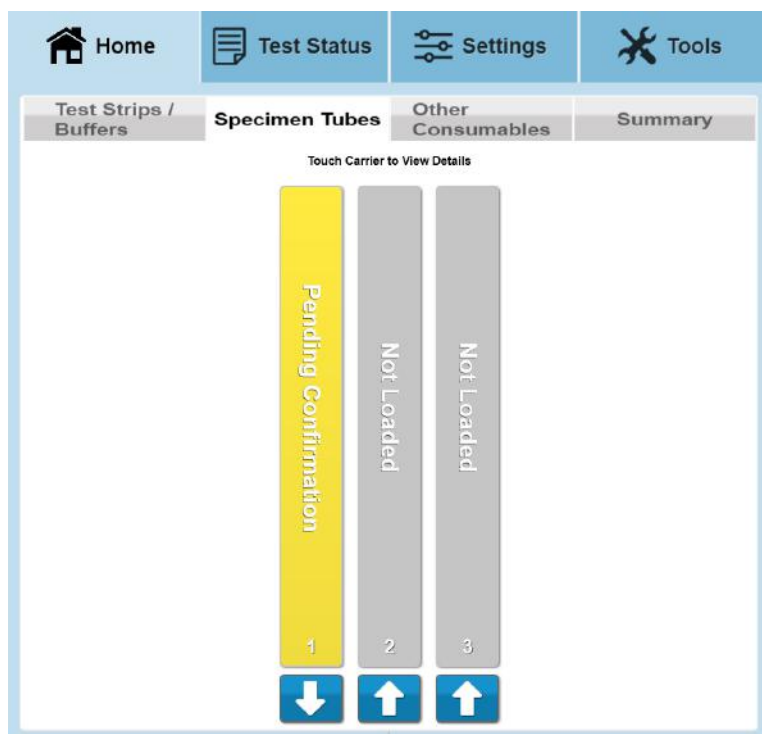 Home
Test Status
Settings
Tools
Test Strips /
Buffers
Specimen Tubes
Other
Consumables
Summary
Touch Carrier to View Details
Pending Confirmation
1
Not Loaded
2
Not Loaded
3